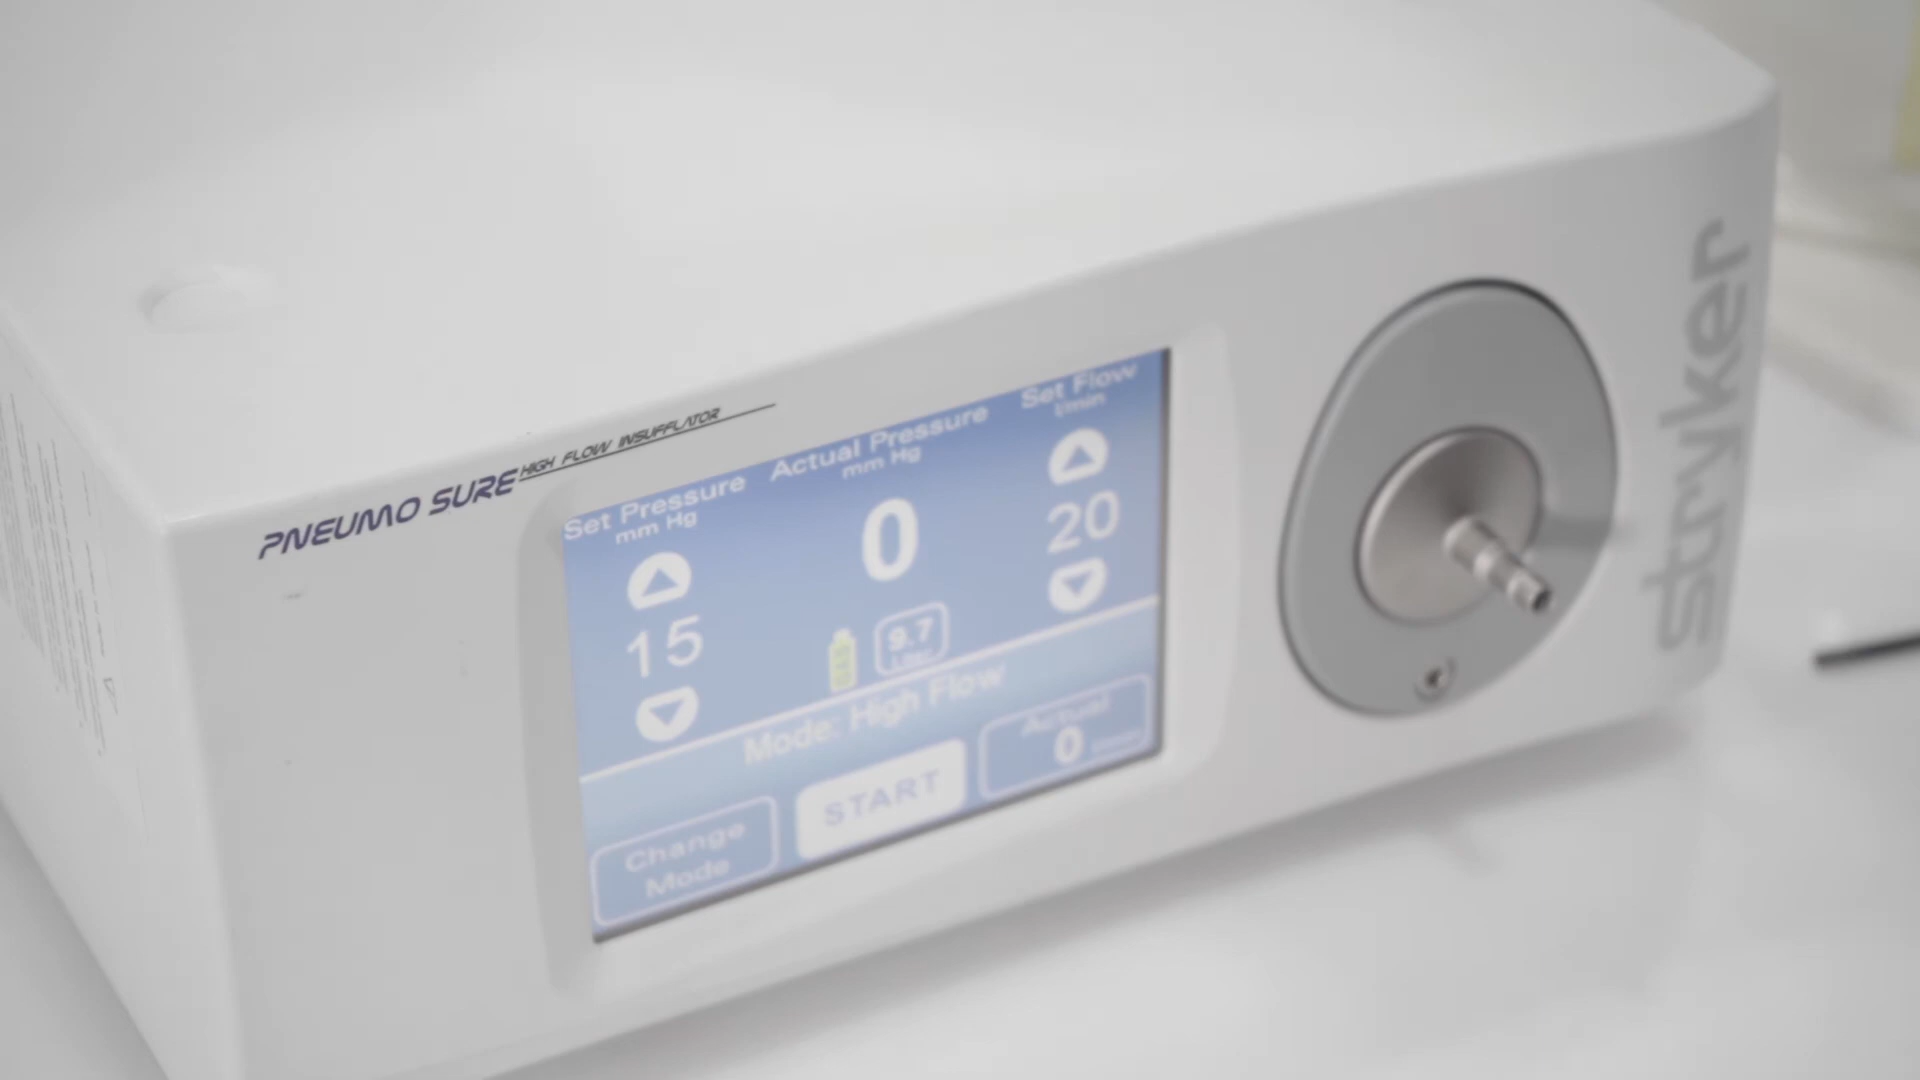 PNEUMO SURE HIGH FLOW INSUFFLATOR
Set Pressure
mm Hg
15
Actual Pressure
mm Hg
0
9.7
Liter
Set Flow
l/min
20
Mode: High Flow
Change
Mode
START
Actual
0
stryker